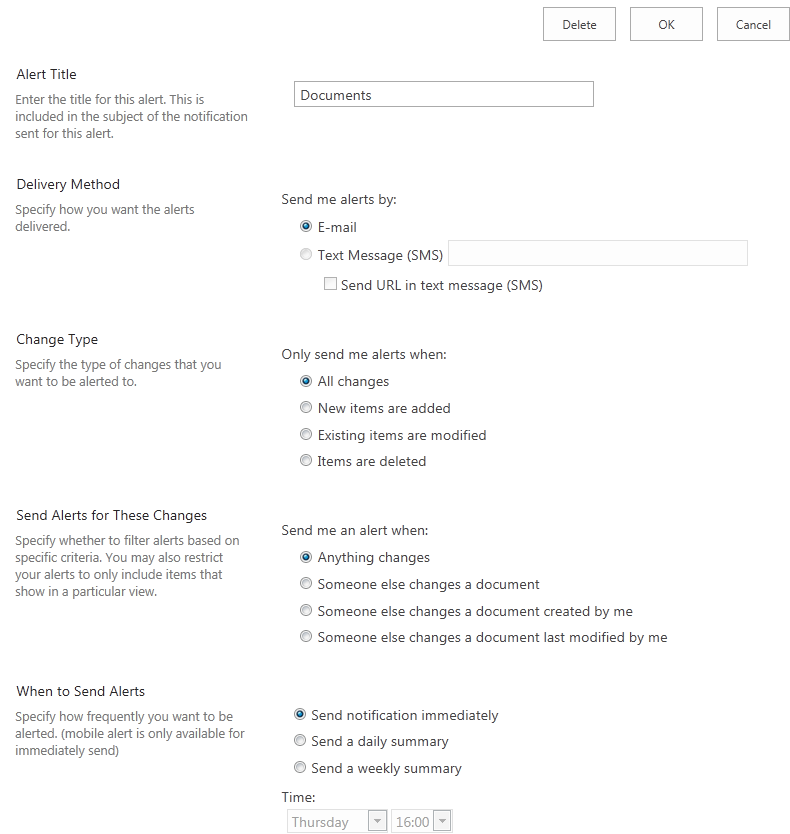 Delete OK Cancel
Alert Title
Enter the title for this alert. This is
included in the subject of the notification
sent for this alert.
Documents
Delivery Method
Specify how you want the alerts
delivered.
Send me alerts by:
E-mail
Text Message (SMS)
Send URL in text message (SMS)
Change Type
Specify the type of changes that you
want to be alerted to.
Only send me alerts when:
All changes
New items are added
Existing items are modified
Items are deleted
Send Alerts for These Changes
Specify whether to filter alerts based on
specific criteria. You may also restrict
your alerts to only include items that
show in a particular view.
Send me an alert when:
Anything changes
Someone else changes a document
Someone else changes a document created by me
Someone else changes a document last modified by me
When to Send Alerts
Specify how frequently you want to be
alerted. (mobile alert is only available for
immediately send)
Send notification immediately
Send a daily summary
Send a weekly summary
Time:
Thursday 16:00